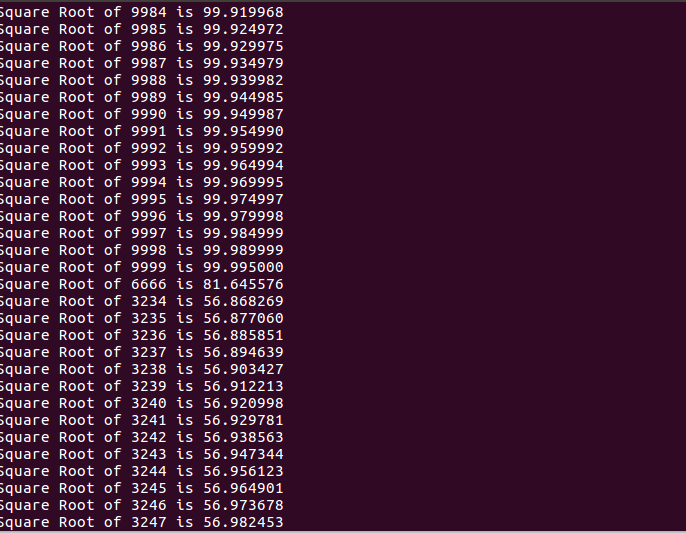 Square Root of 9984 is 99.919968
Square Root of 9985 is 99.924972
Square Root of 9986 is 99.929975
Square Root of 9987 is 99.934979
Square Root of 9988 is 99.939982
Square Root of 9989 is 99.944985
Square Root of 9990 is 99.949987
Square Root of 9991 is 99.954990
Square Root of 9992 is 99.959992
Square Root of 9993 is 99.964994
Square Root of 9994 is 99.969995
Square Root of 9995 is 99.974997
Square Root of 9996 is 99.979998
Square Root of 9997 is 99.984999
Square Root of 9998 is 99.989999
Square Root of 9999 is 99.995000
Square Root of 6666 is 81.645576
Square Root of 3234 is 56.868269
Square Root of 3235 is 56.877060
Square Root of 3236 is 56.885851
Square Root of 3237 is 56.894639
Square Root of 3238 is 56.903427
Square Root of 3239 is 56.912213
Square Root of 3240 is 56.920998
Square Root of 3241 is 56.929781
Square Root of 3242 is 56.938563
Square Root of 3243 is 56.947344
Square Root of 3244 is 56.956123
Square Root of 3245 is 56.964901
Square Root of 3246 is 56.973678
Square Root of 3247 is 56.982453